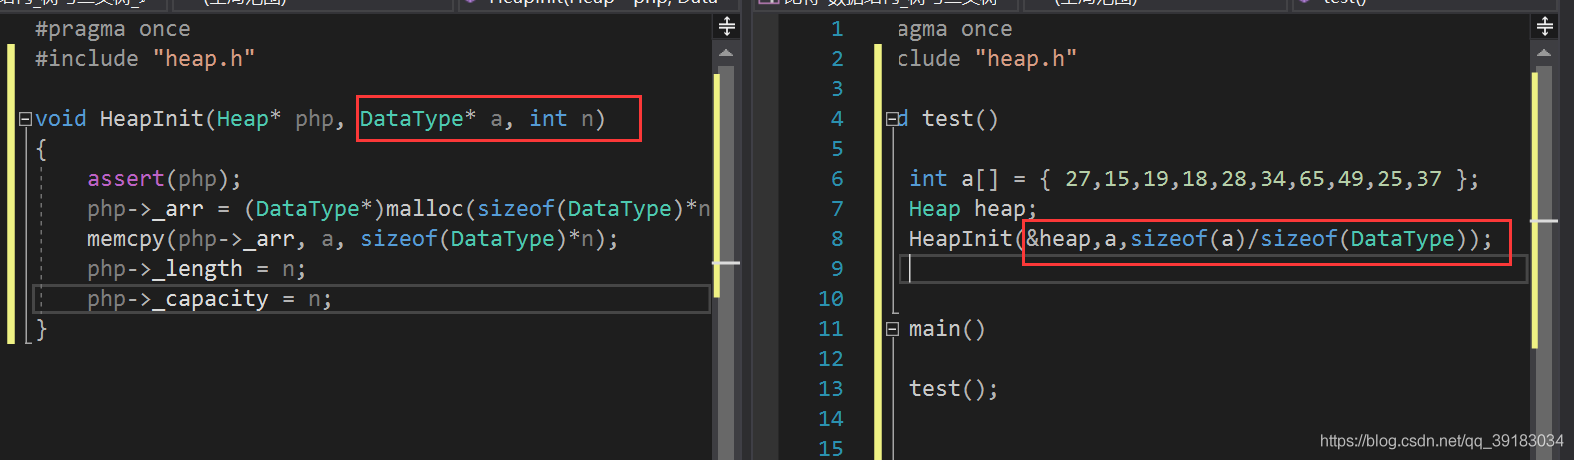 #pragma once
#include "heap.h"
void HeapInit(Heap* php, DataType* a, int n)
{
assert(php);
php->_arr = (DataType*)malloc(sizeof(DataType)*n
memcpy(php->_arr, a, sizeof(DataType)*n);
php->_length = n;
php->_capacity = n;
}
1 agma once
2 clude "heap.h"
3
4 d test()
5
6 int a[] = { 27,15,19,18,28,34,65,49,25,37 };
7 Heap heap;
8 HeapInit(&heap,a,sizeof(a)/sizeof(DataType));
9
10
11 main()
12
13 test();
14
15
https://blog.csdn.net/qq_39183034